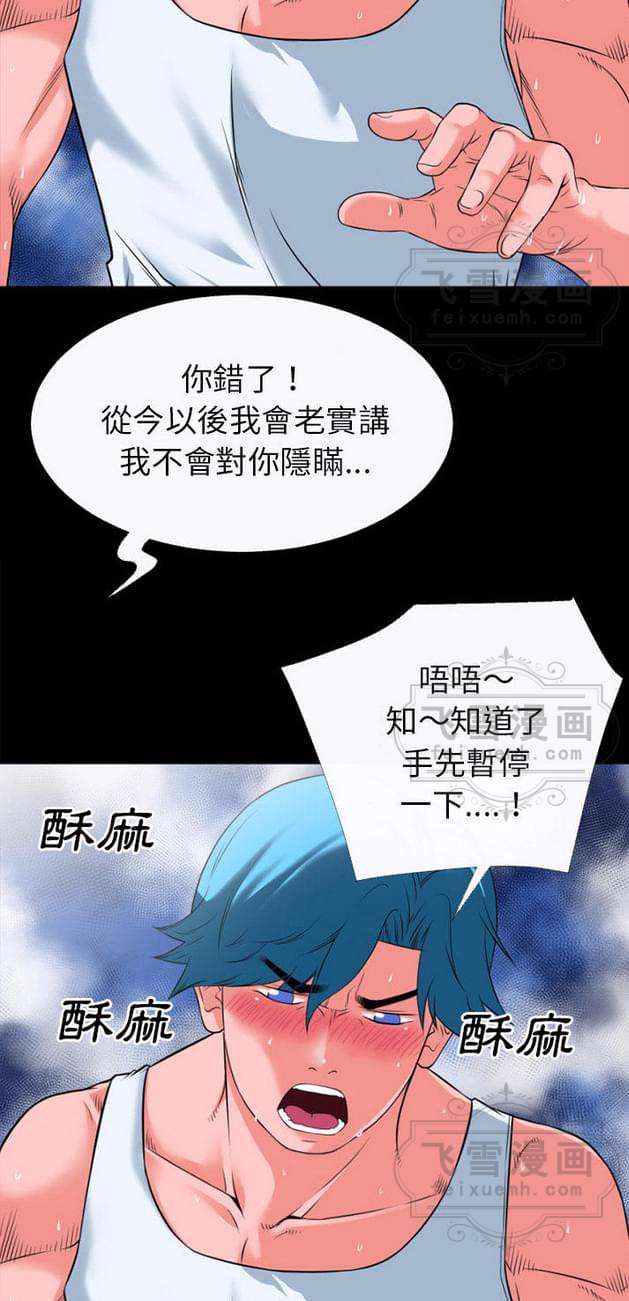 飞雪漫画
feixuemh.com
你錯了！
從今以後我會老實講
我不會對你隱瞞...
唔唔～
知～知道了
手先暫停
一下....！
飞雪漫画
feixuemh.com
酥麻
酥麻
酥麻
飞雪漫画
feixuemh.com